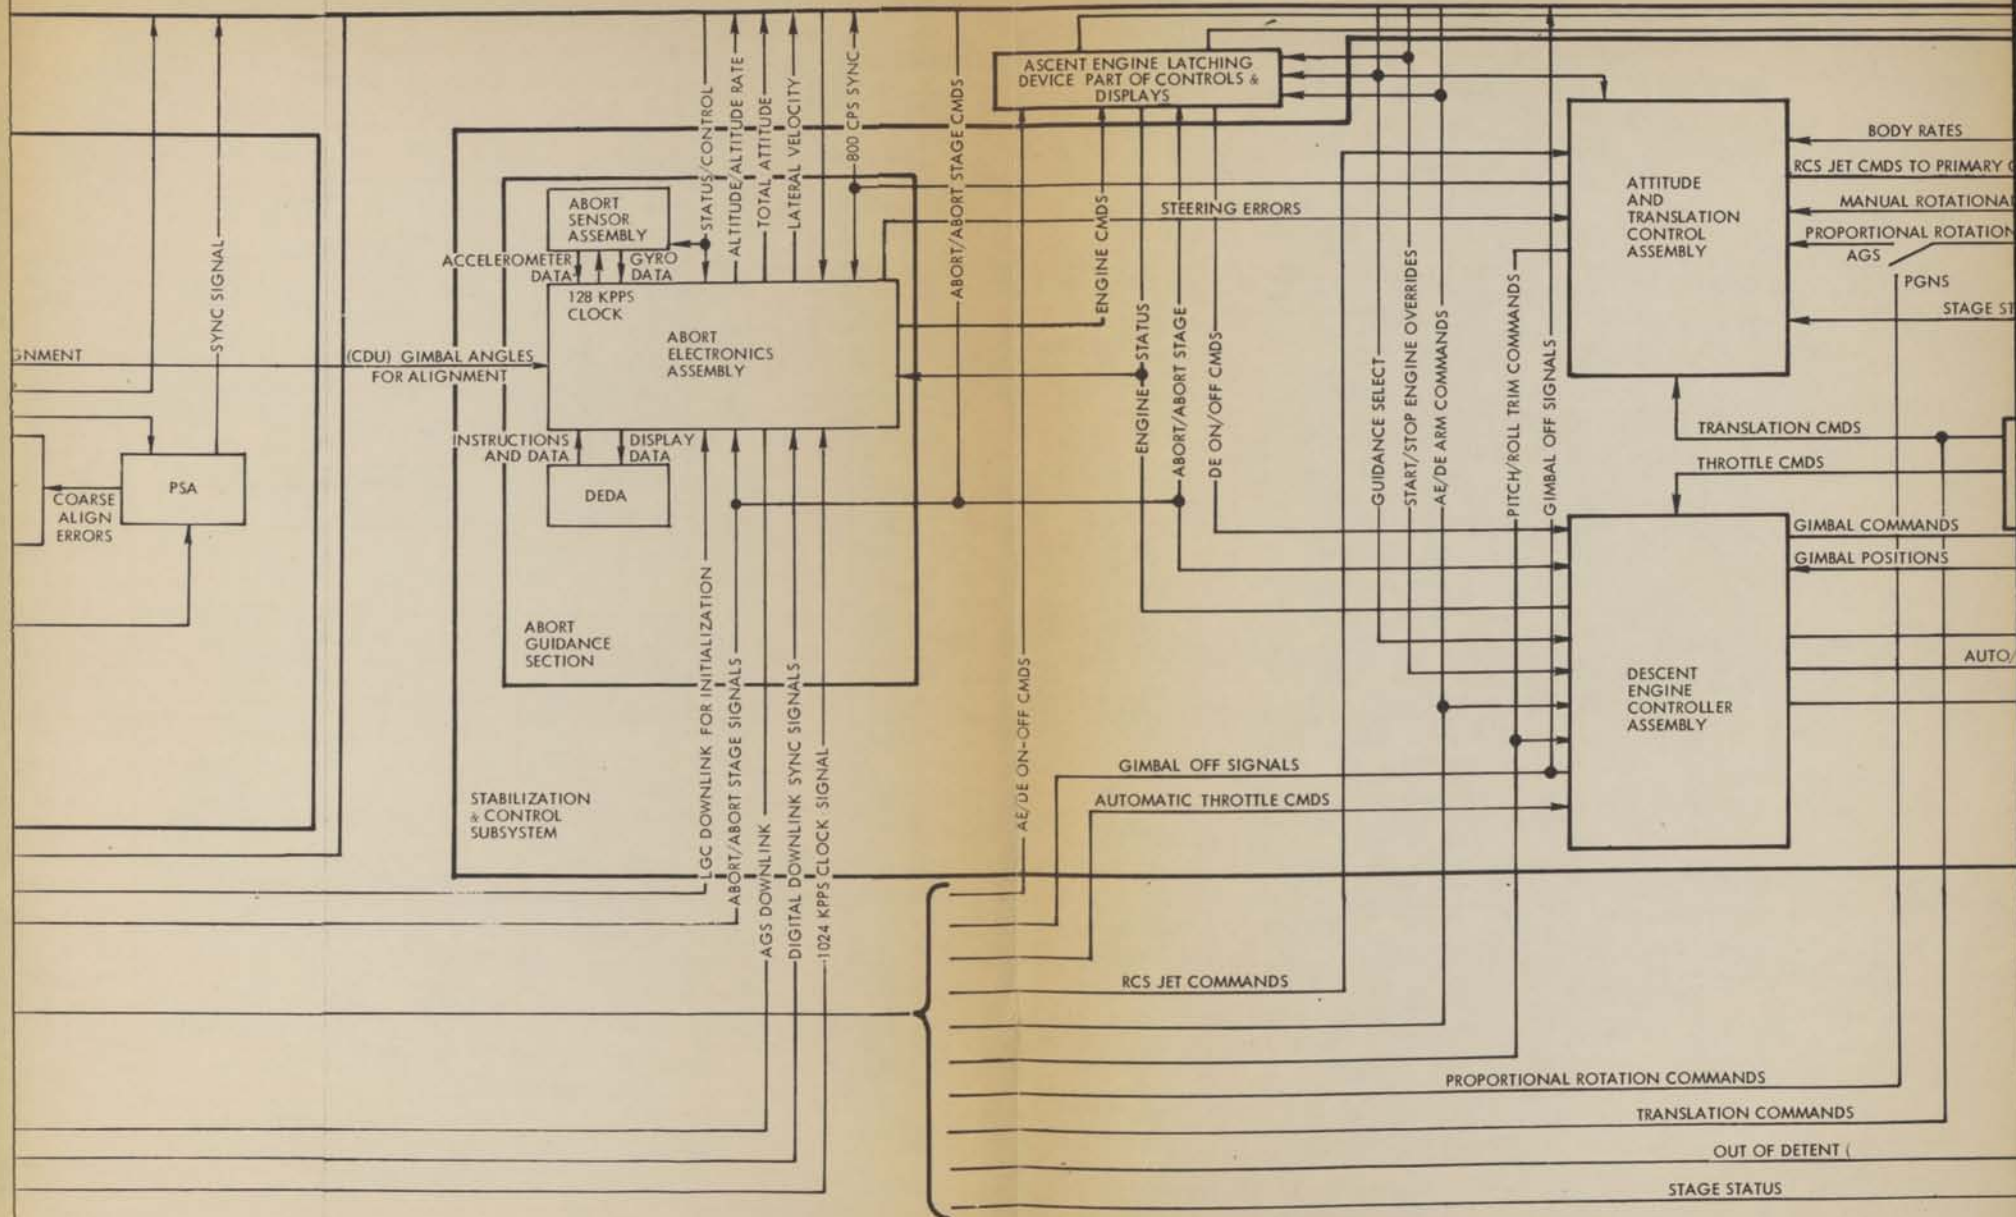 GNMENT
SYNC SIGNAL
COARSE
ALIGN
ERRORS
PSA
(CDU) GIMBAL ANGLES
FOR ALIGNMENT
ABORT
SENSOR
ASSEMBLY
ACCELEROMETER
DATA
GYRO
DATA
128 KPPS
CLOCK
ABORT
ELECTRONICS
ASSEMBLY
INSTRUCTIONS
AND DATA
DISPLAY
DATA
DEDA
ABORT
GUIDANCE
SECTION
STABILIZATION
& CONTROL
SUBSYSTEM
STATUS/CONTROL
ALTITUDE/ALTITUDE RATE
TOTAL ATTITUDE
LATERAL VELOCITY
800 CPS SYNC
ABORT/ABORT STAGE CMDS
LGC DOWNLINK FOR INITIALIZATION
ABORT/ABORT STAGE SIGNALS
AGS DOWNLINK
DIGITAL DOWNLINK SYNC SIGNALS
1024 KPPS CLOCK SIGNAL
ASCENT ENGINE LATCHING
DEVICE PART OF CONTROLS &
DISPLAYS
STEERING ERRORS
ENGINE CMDS
ENGINE STATUS
ABORT/ABORT STAGE
DE ON/OFF CMDS
AE/DE ON-OFF CMDS
GUIDANCE SELECT
START/STOP ENGINE OVERRIDES
AE/DE ARM COMMANDS
PITCH/ROLL TRIM COMMANDS
GIMBAL OFF SIGNALS
GIMBAL OFF SIGNALS
AUTOMATIC THROTTLE CMDS
RCS JET COMMANDS
ATTITUDE
AND
TRANSLATION
CONTROL
ASSEMBLY
BODY RATES
RCS JET CMDS TO PRIMARY
MANUAL ROTATIONA
PROPORTIONAL ROTATION
AGS
PGNS
STAGE ST
TRANSLATION CMDS
THROTTLE CMDS
GIMBAL COMMANDS
GIMBAL POSITIONS
AUTO/
DESCENT
ENGINE
CONTROLLER
ASSEMBLY
PROPORTIONAL ROTATION COMMANDS
TRANSLATION COMMANDS
OUT OF DETENT (
STAGE STATUS